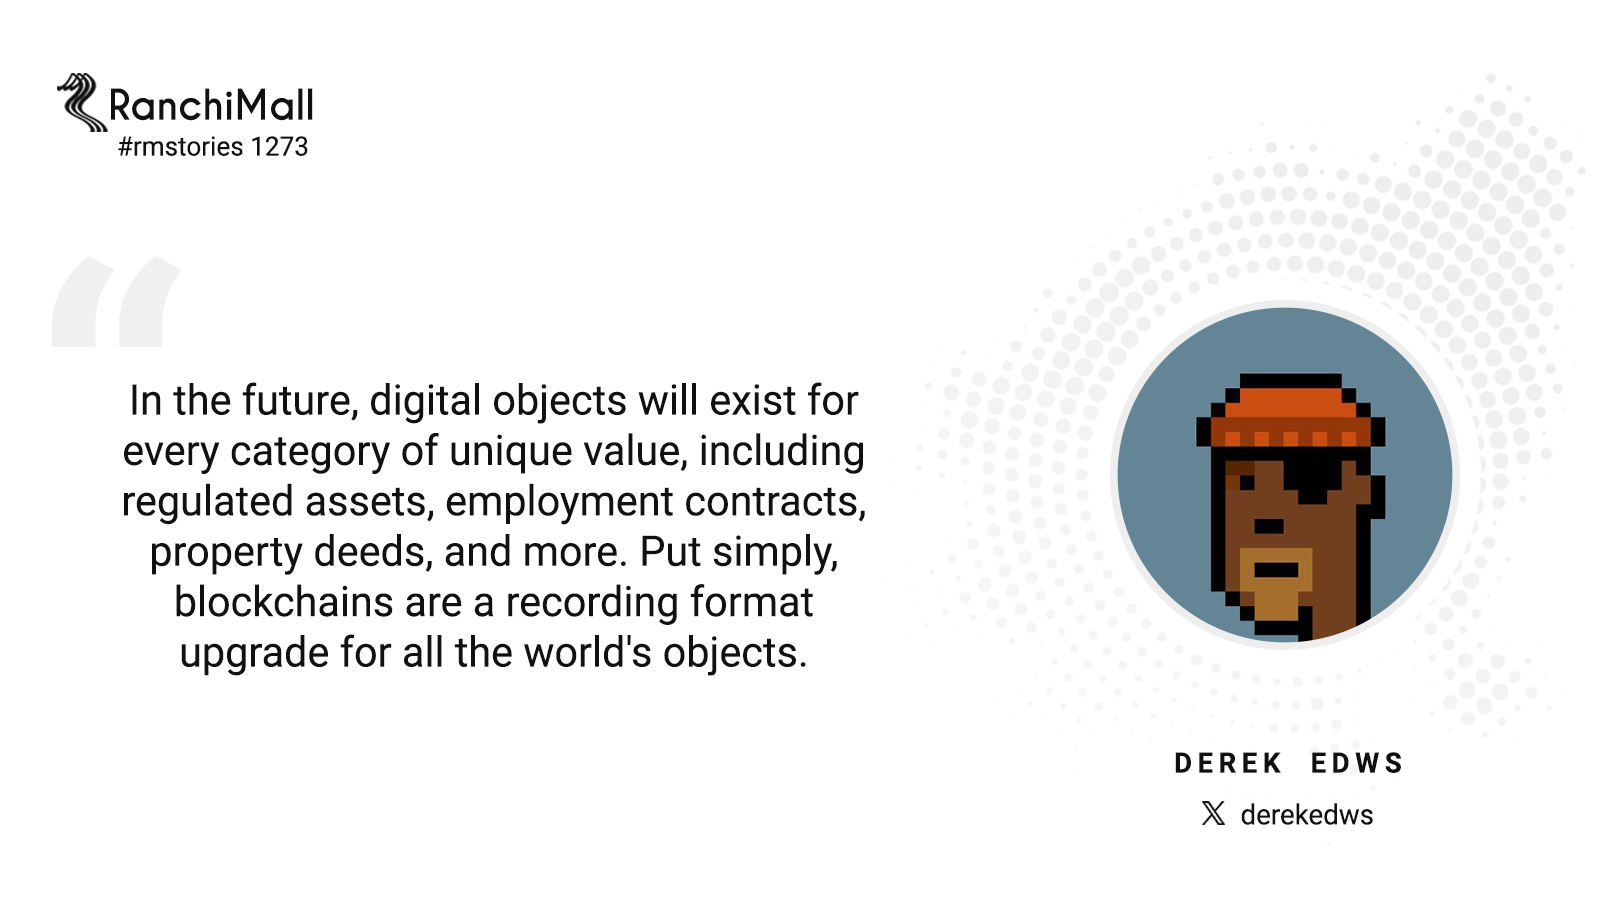 RanchiMall
#rmstories 1273
In the future, digital objects will exist for
every category of unique value, including
regulated assets, employment contracts,
property deeds, and more. Put simply,
blockchains are a recording format
upgrade for all the world's objects.
DEREK EDWS
𝕏 derekedws